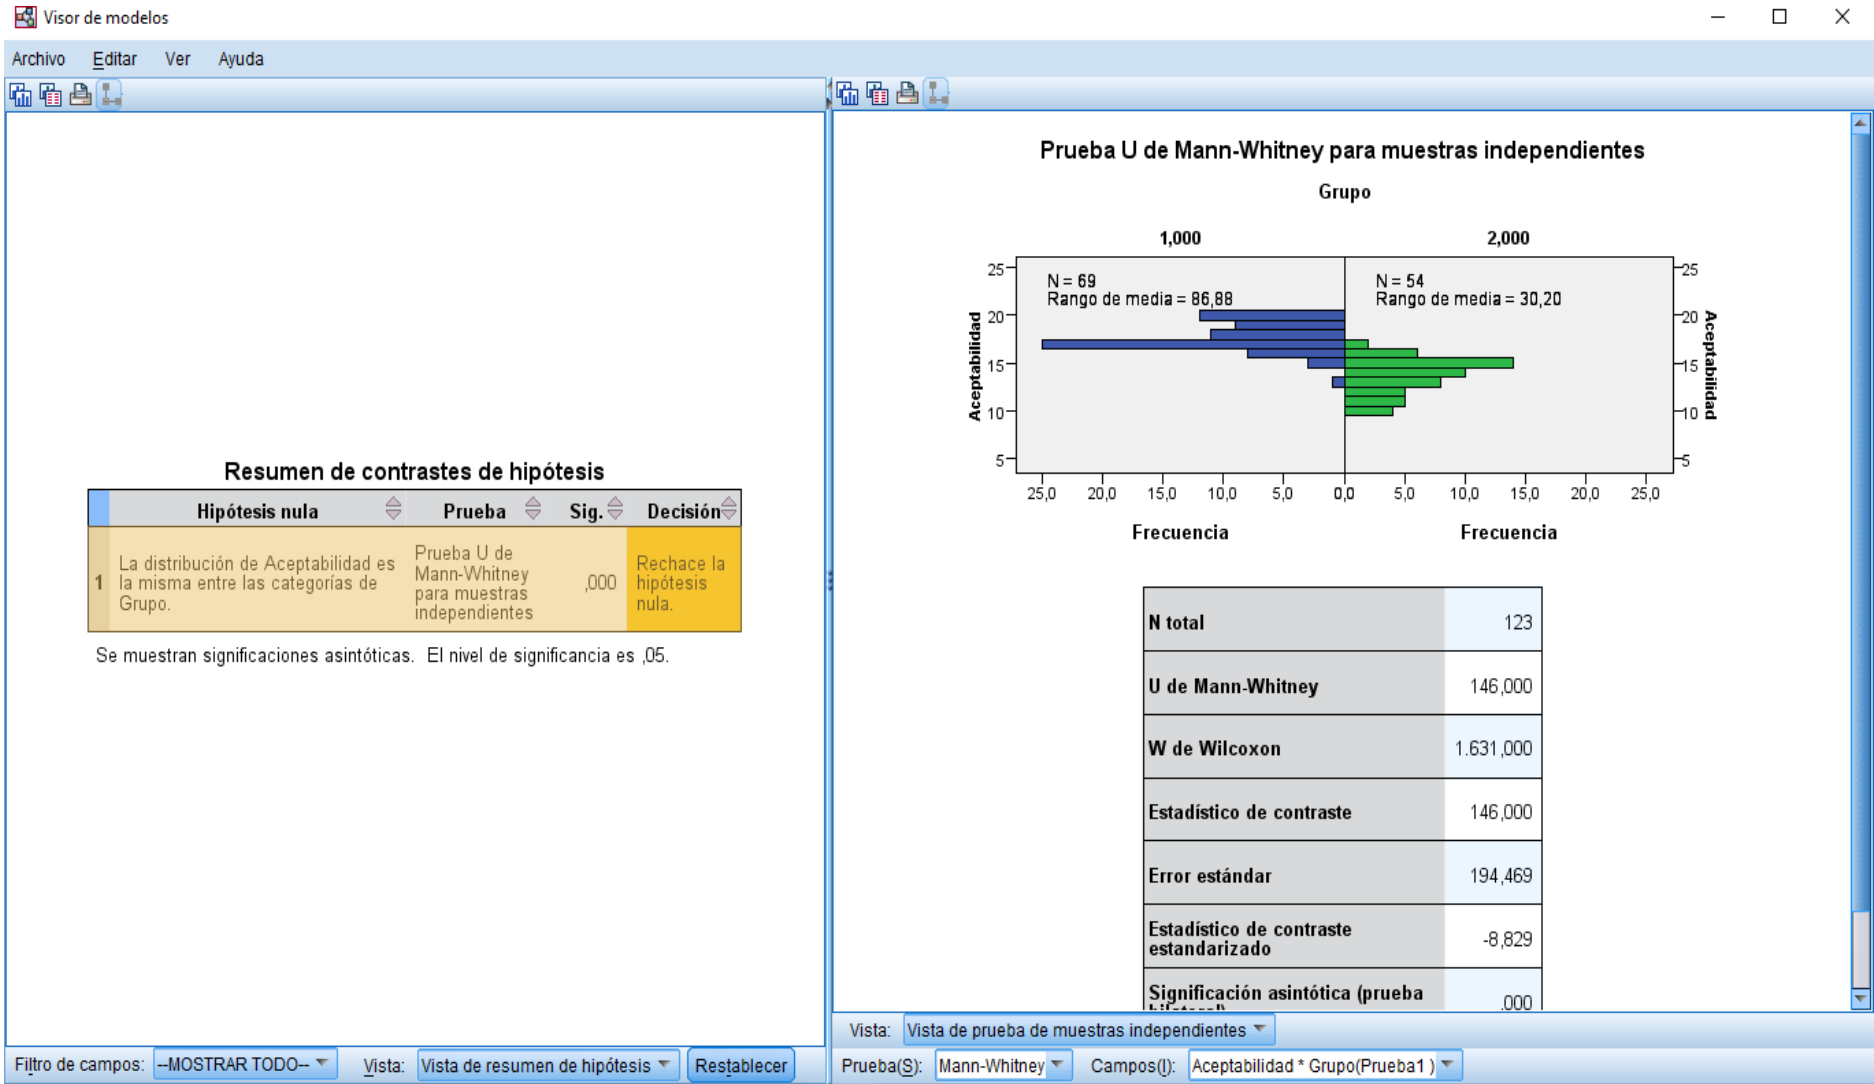 Visor de modelos
Archivo Editar Ver Ayuda
Resumen de contrastes de hipótesis
Hipótesis nula Prueba Sig. Decisión
1 La distribución de Aceptabilidad es la misma entre las categorías de Grupo. Prueba U de Mann-Whitney para muestras independientes ,000 Rechace la hipótesis nula.
Se muestran significaciones asintóticas. El nivel de significancia es ,05.
Filtro de campos: --MOSTRAR TODO-- Vista: Vista de resumen de hipótesis Restablecer
Prueba U de Mann-Whitney para muestras independientes
Grupo
1,000 2,000
N = 69
Rango de media = 86,88
N = 54
Rango de media = 30,20
Aceptabilidad
25
20
15
10
5
25
20
15
10
5
Aceptabilidad
25,0 20,0 15,0 10,0 5,0 0,0 5,0 10,0 15,0 20,0 25,0
Frecuencia Frecuencia
N total 123
U de Mann-Whitney 146,000
W de Wilcoxon 1.631,000
Estadístico de contraste 146,000
Error estándar 194,469
Estadístico de contraste
estandarizado -8,829
Significación asintótica (prueba
bilateral) ,000
Vista: Vista de prueba de muestras independientes
Prueba(S): Mann-Whitney Campos(I): Aceptabilidad * Grupo(Prueba1 )